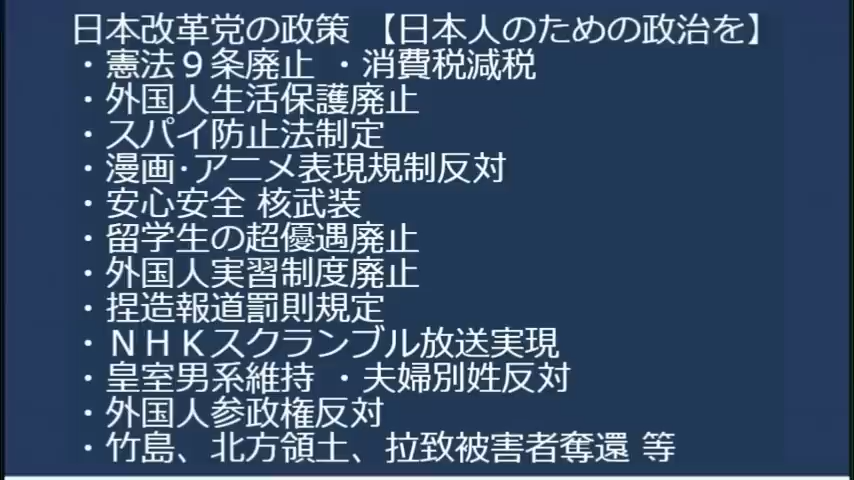 日本改革党の政策 【日本人のための政治を】
・憲法９条廃止 ・消費税減税
・外国人生活保護廃止
・スパイ防止法制定
・漫画･アニメ表現規制反対
・安心安全 核武装
・留学生の超優遇廃止
・外国人実習制度廃止
・捏造報道罰則規定
・ＮＨＫスクランブル放送実現
・皇室男系維持 ・夫婦別姓反対
・外国人参政権反対
・竹島、北方領土、拉致被害者奪還 等